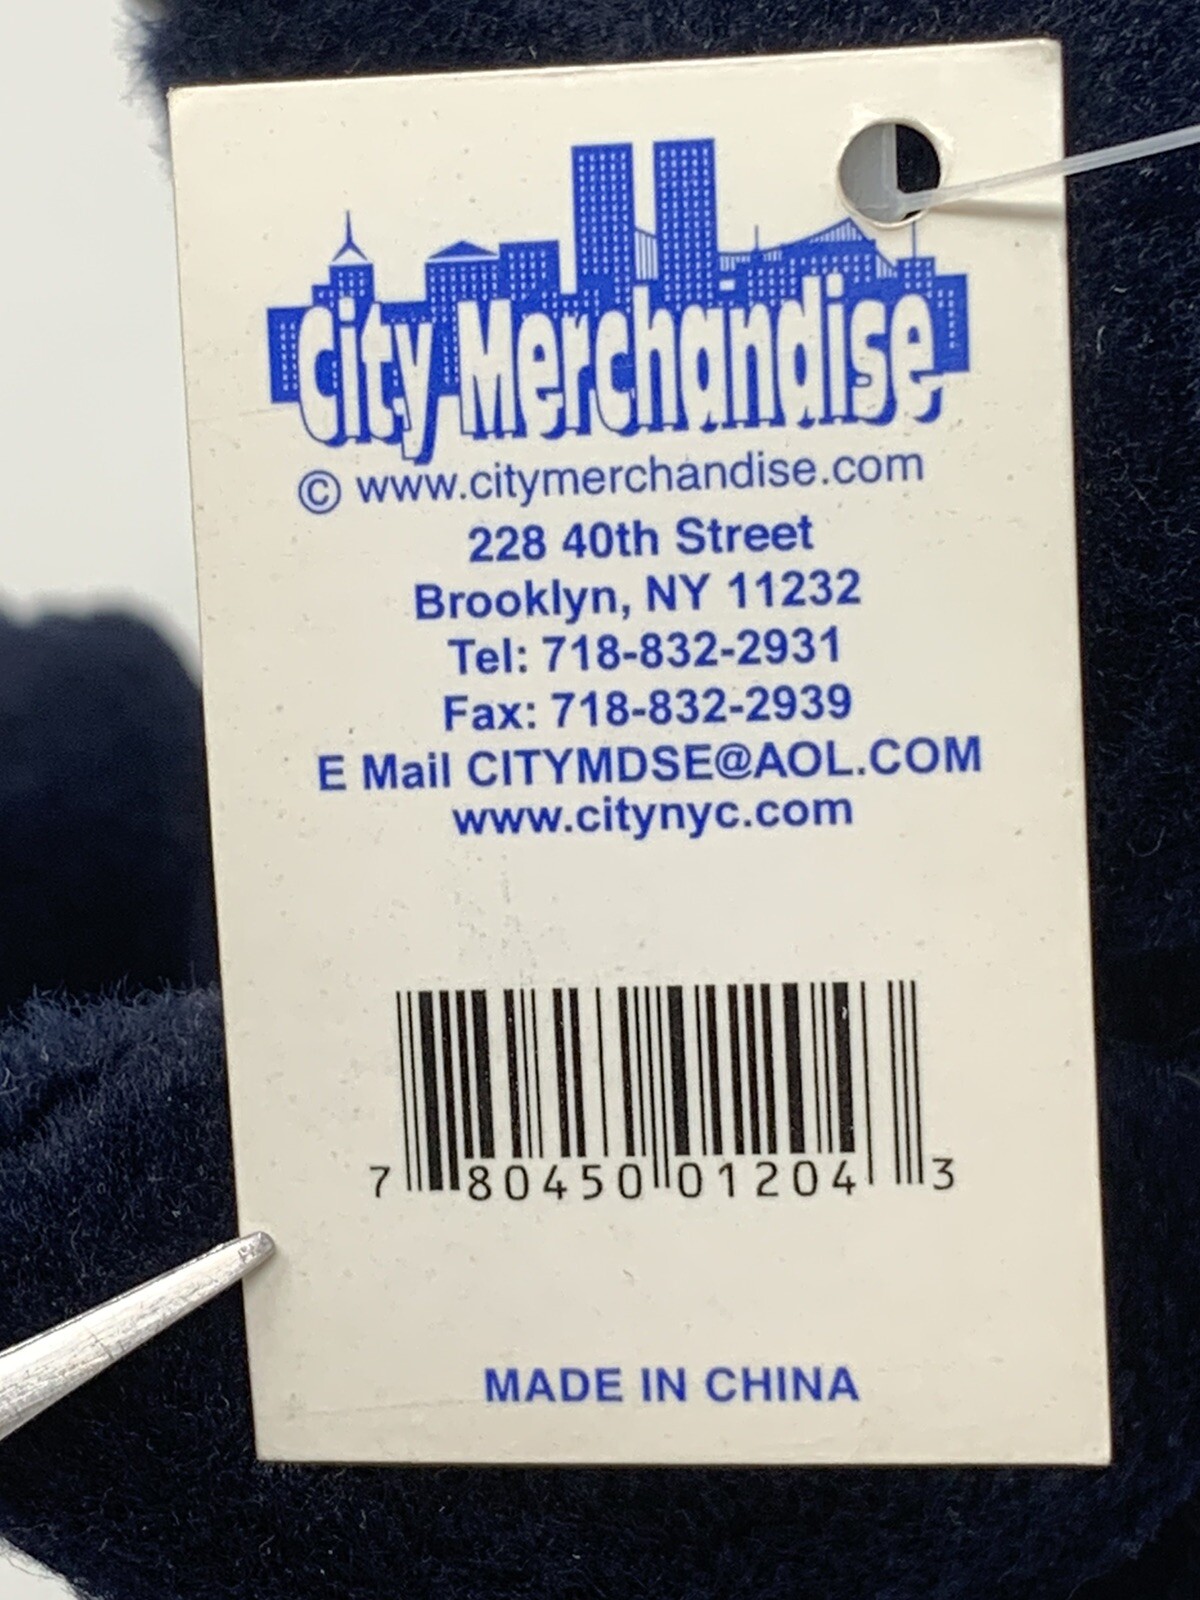 City Merchandise
© www.citymerchandise.com
228 40th Street
Brooklyn, NY 11232
Tel: 718-832-2931
Fax: 718-832-2939
E Mail CITYMDSE@AOL.COM
www.citynyc.com
7 80450 01204 3
MADE IN CHINA